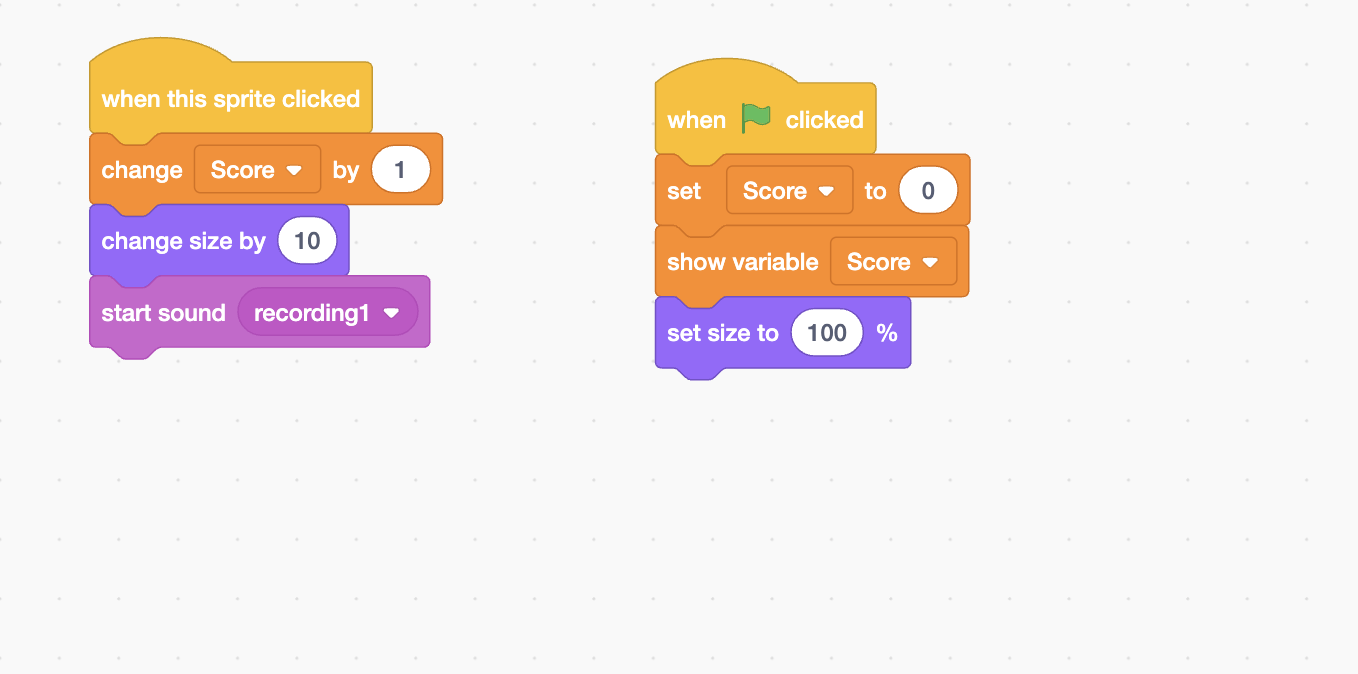 when this sprite clicked
change Score by 1
change size by 10
start sound recording1
when clicked
set Score to 0
show variable Score
set size to 100 %